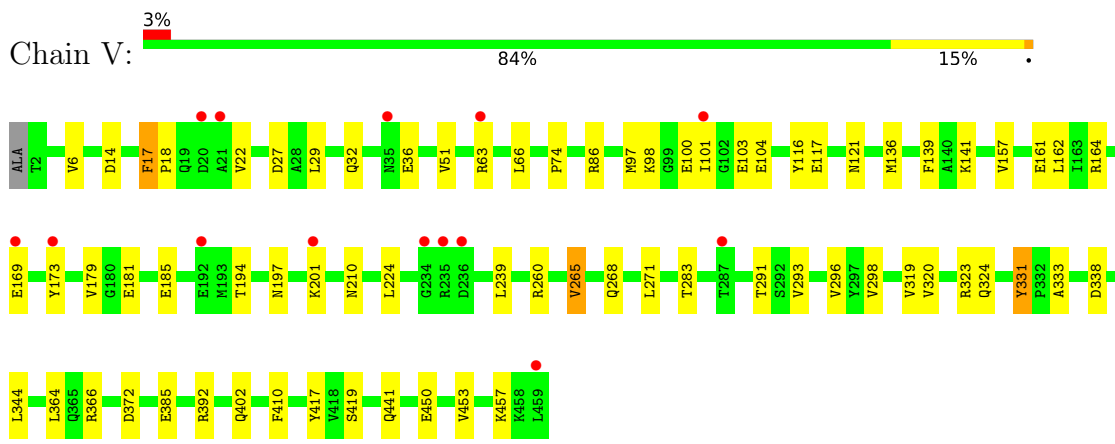 3%
Chain V:
84% 15% •
ALA T2 V6 D14 F17 P18 Q19 D20 A21 V22 D27 A28 L29 Q32 N35 E36 V51 R63 L66 P74 R86 M97 K98 G99 E100 I101 G102 E103 E104 Y116 E117 N121 M136 F139 A140 K141 V157 E161 L162 I163 R164
E169 Y173 V179 G180 E181 E185 E192 M193 T194 N197 K201 N210 L224 G234 R235 D236 L239 R260 V265 Q268 L271 T283 T287 T291 S292 V293 V296 Y297 V298 V319 V320 R323 Q324 Y331 P332 A333 D338
L344 L364 Q365 R366 D372 E385 R392 Q402 F410 Y417 V418 S419 Q441 E450 V453 K457 K458 L459